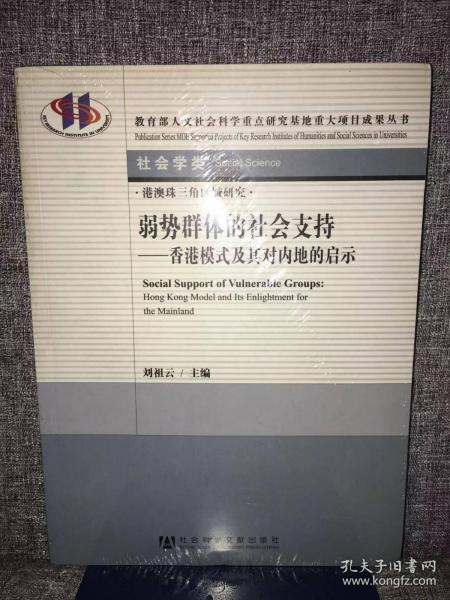 教育部人文社会科学重点研究基地重大项目成果丛书
Publication Series: MOE Supported Projects of Key Research Institutes of Humanities and Social Sciences in Universities
KEY RESEARCH INSTITUTE IN UNIVERSITY
社会学类 Social Science
·港澳珠三角区域研究·
弱势群体的社会支持
——香港模式及其对内地的启示
Social Support of Vulnerable Groups:
Hong Kong Model and Its Enlightment for
the Mainland
刘祖云 / 主编
社会科学文献出版社
孔夫子旧书网
www.kongfz.com